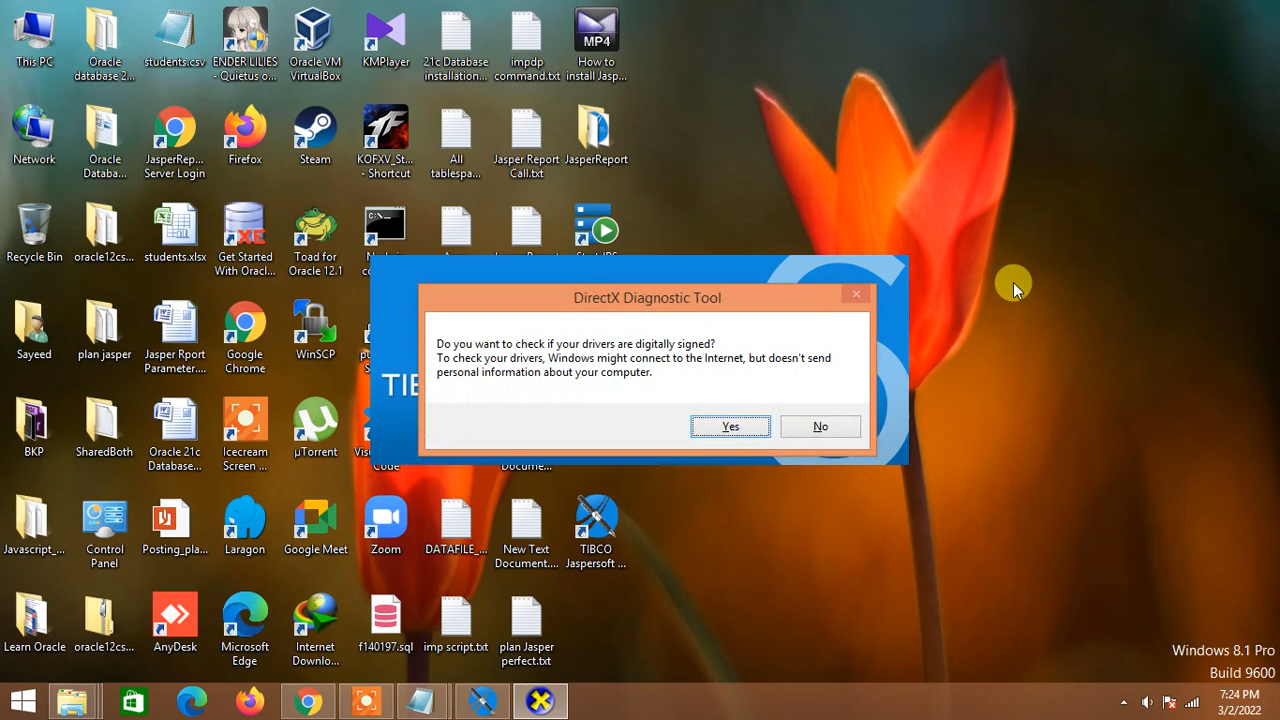 This PC
Oracle
database 2...
students.csv
ENDER LILIES
- Quietus o...
Oracle VM
VirtualBox
KMPlayer
21c Database
installation...
impdp
command.txt
MP4
How to
install Jasp...
Network
Oracle
Databa...
JasperRep...
Server Login
Firefox
Steam
KOFXV_St...
- Shortcut
All
tablespa...
Jasper Report
Call.txt
JasperReport
Recycle Bin
oracle12cs...
students.xlsx
XE
Get Started
With Oracl...
Toad for
Oracle 12.1
C:\_
Sayeed
plan jasper
Jasper Rport
Parameter....
Google
Chrome
WinSCP
TIB
DirectX Diagnostic Tool
Do you want to check if your drivers are digitally signed?
To check your drivers, Windows might connect to the Internet, but doesn't send
personal information about your computer.
Yes
No
BKP
SharedBoth
Oracle 21c
Databas...
Icecream
Screen ...
µTorrent
Code
Docume...
Javascript_...
Control
Panel
Posting_pla...
Laragon
Google Meet
Zoom
DATAFILE_...
New Text
Document....
TIBCO
Jaspersoft ...
Learn Oracle
oracle12cs...
AnyDesk
Microsoft
Edge
Internet
Downlo...
f140197.sql
imp script.txt
plan Jasper
perfect.txt
Windows 8.1 Pro
Build 9600
7:24 PM
3/2/2022